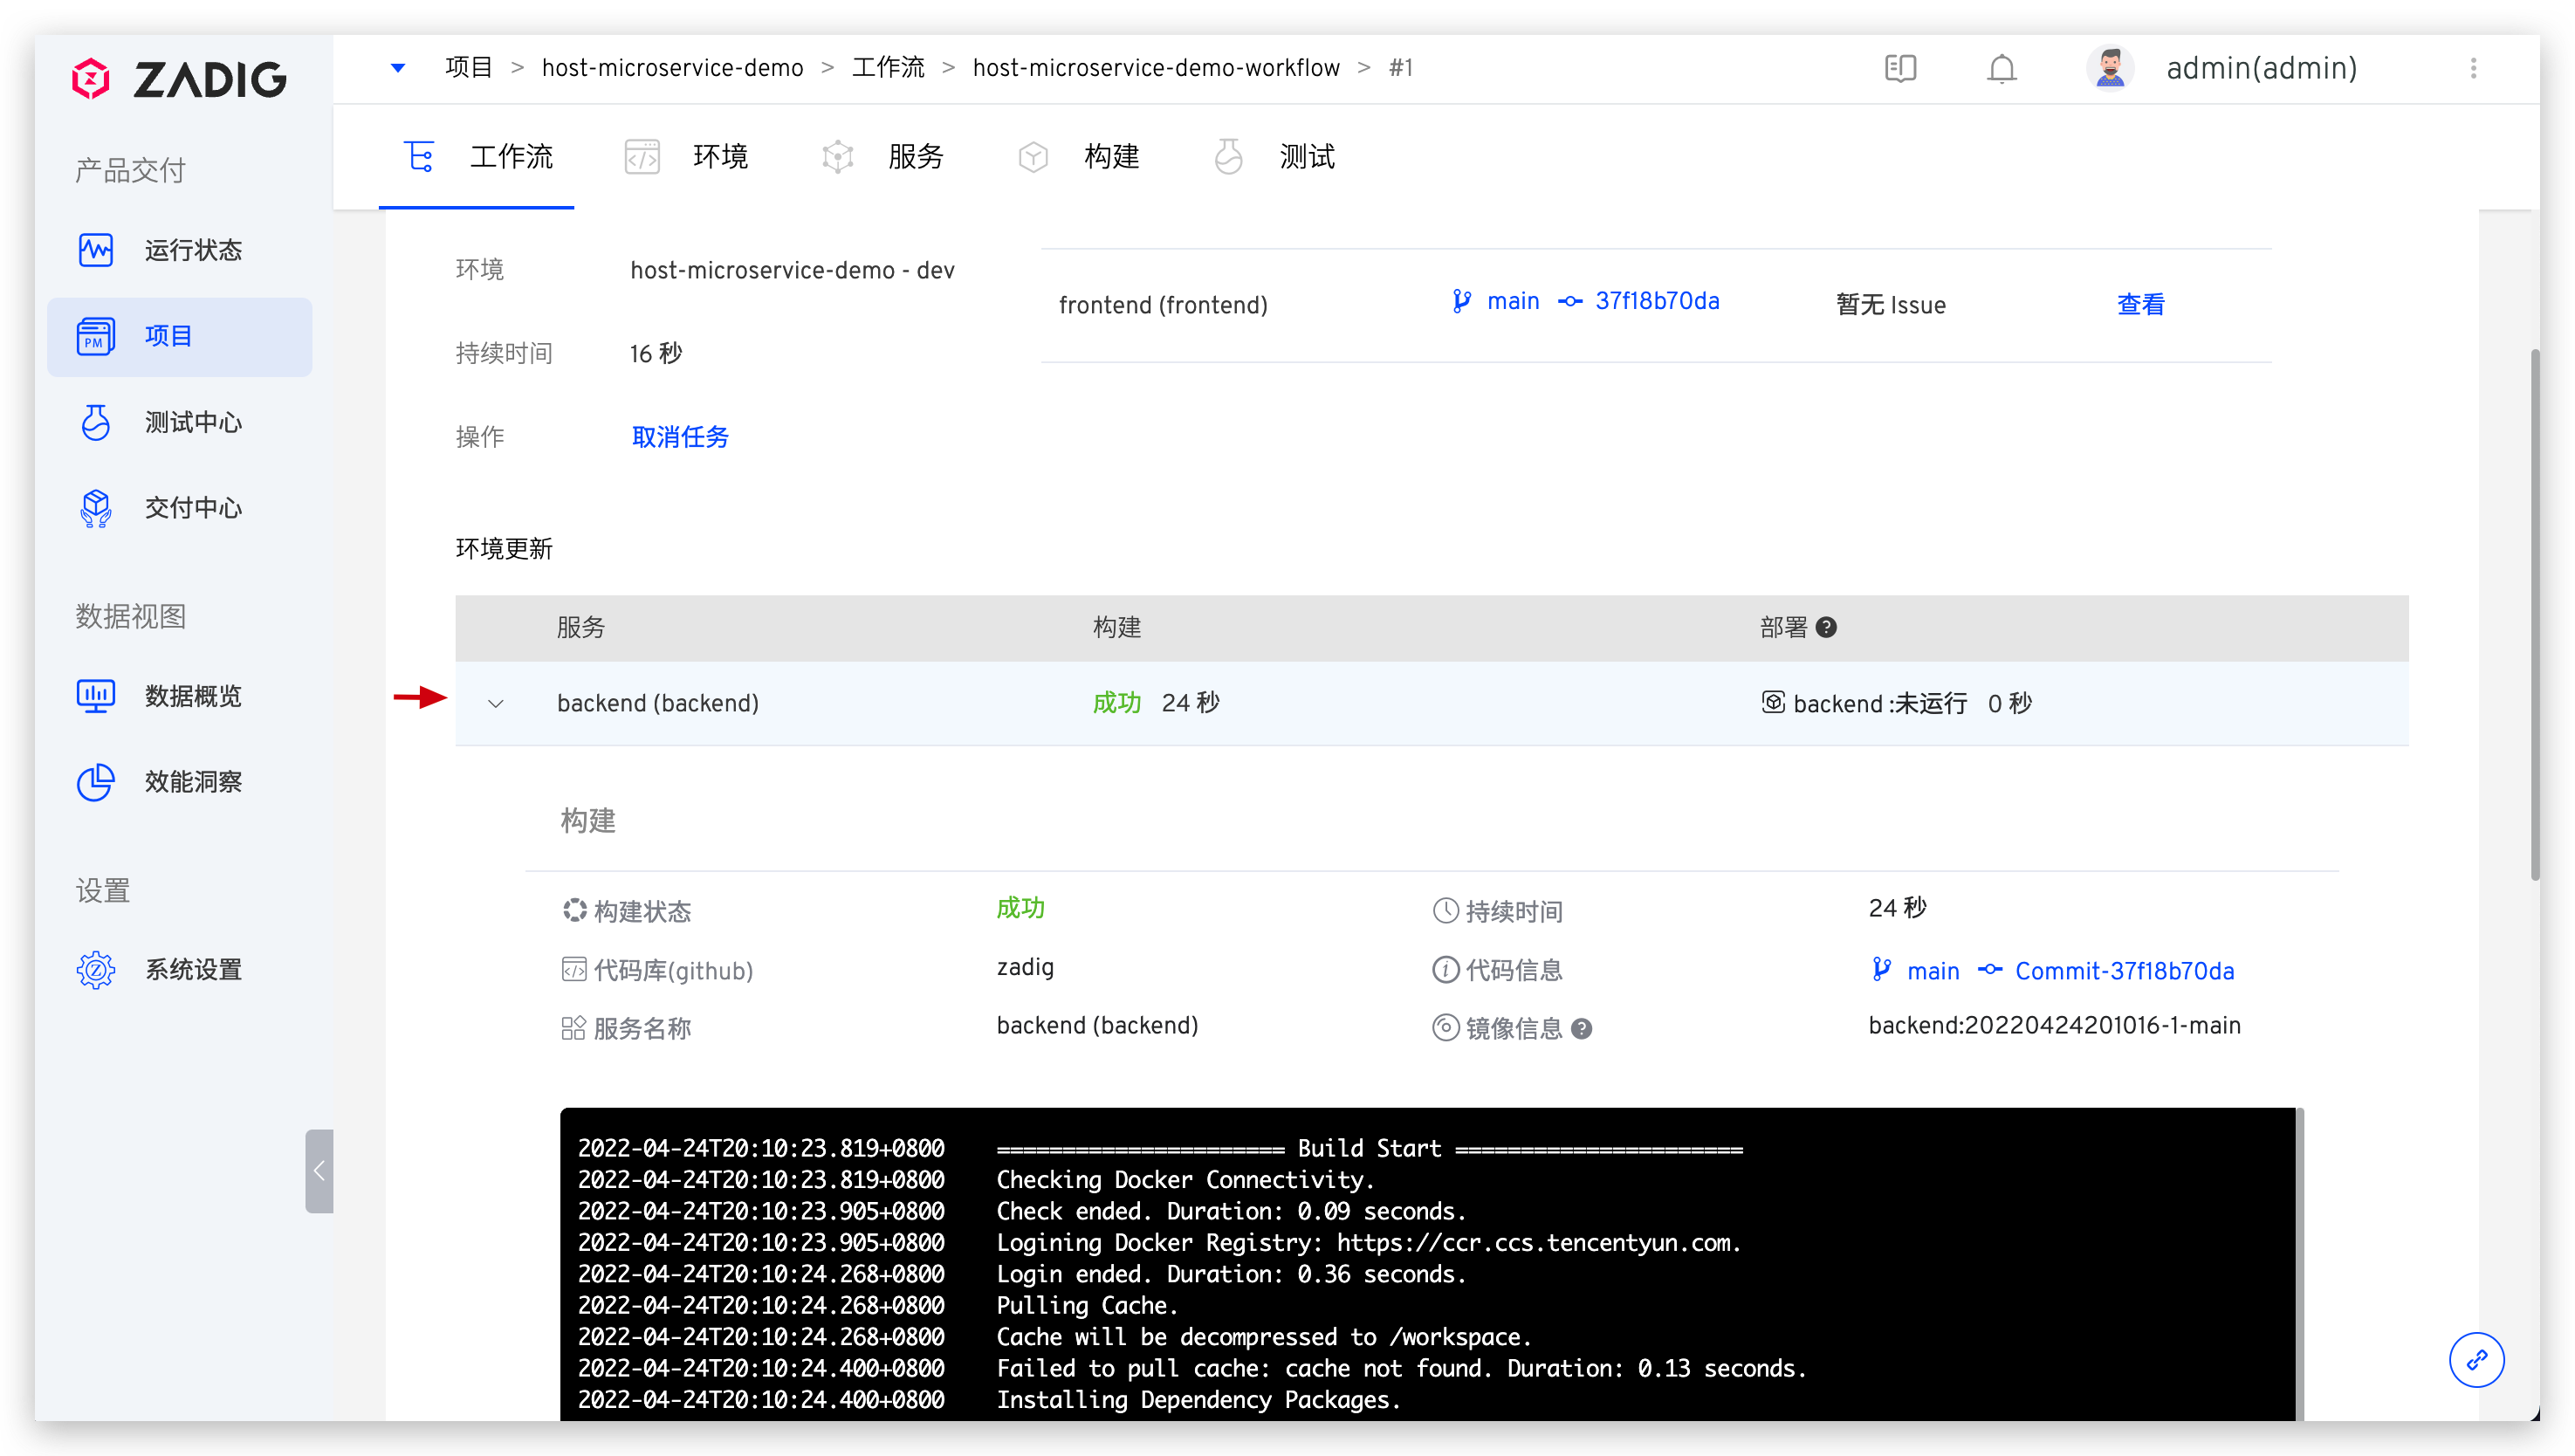 ZADIG
项目 > host-microservice-demo > 工作流 > host-microservice-demo-workflow > #1
admin(admin)
工作流
环境
服务
构建
测试
产品交付
运行状态
PM
项目
测试中心
交付中心
数据视图
数据概览
效能洞察
设置
系统设置
环境 host-microservice-demo - dev
持续时间 16 秒
操作 取消任务
frontend (frontend) main 37f18b70da 暂无 Issue 查看
环境更新
服务 构建 部署
backend (backend) 成功 24 秒 backend :未运行 0 秒
构建
构建状态 成功 持续时间 24 秒
代码库(github) zadig 代码信息 main Commit-37f18b70da
服务名称 backend (backend) 镜像信息 backend:20220424201016-1-main
2022-04-24T20:10:23.819+0800 ====================== Build Start ======================
2022-04-24T20:10:23.819+0800 Checking Docker Connectivity.
2022-04-24T20:10:23.905+0800 Check ended. Duration: 0.09 seconds.
2022-04-24T20:10:23.905+0800 Logining Docker Registry: https://ccr.ccs.tencentyun.com.
2022-04-24T20:10:24.268+0800 Login ended. Duration: 0.36 seconds.
2022-04-24T20:10:24.268+0800 Pulling Cache.
2022-04-24T20:10:24.268+0800 Cache will be decompressed to /workspace.
2022-04-24T20:10:24.400+0800 Failed to pull cache: cache not found. Duration: 0.13 seconds.
2022-04-24T20:10:24.400+0800 Installing Dependency Packages.